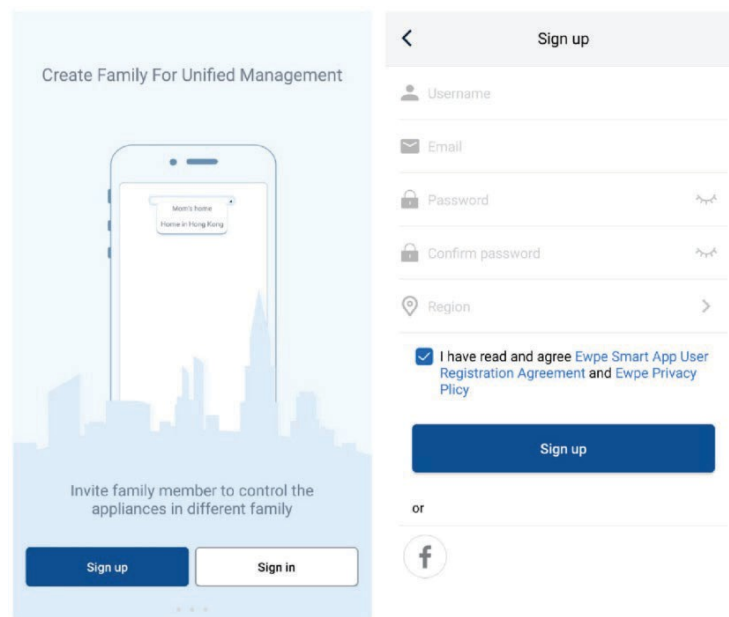 Create Family For Unified Management
Mom's home
Home in Hong Kong
Invite family member to control the
appliances in different family
Sign up
Sign in
Sign up
Username
Email
Password
Confirm password
Region
I have read and agree Ewpe Smart App User
Registration Agreement and Ewpe Privacy
Plicy
Sign up
or
f